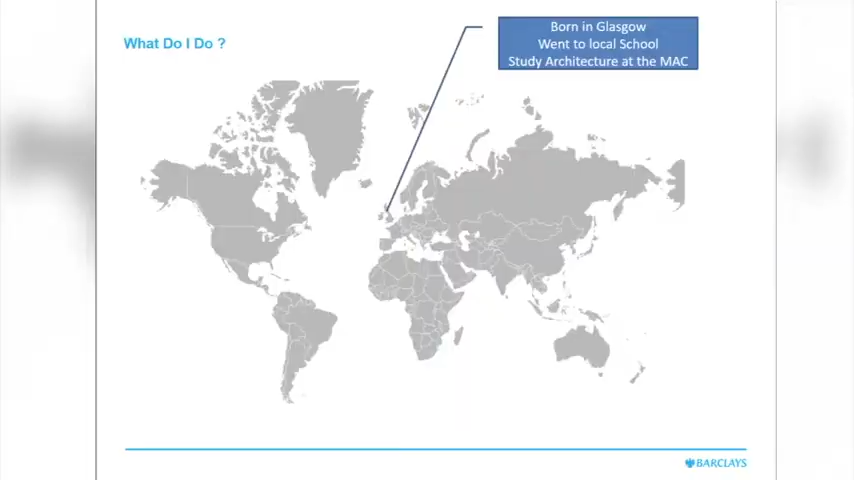 What Do I Do ?
Born in Glasgow
Went to local School
Study Architecture at the MAC
BARCLAYS